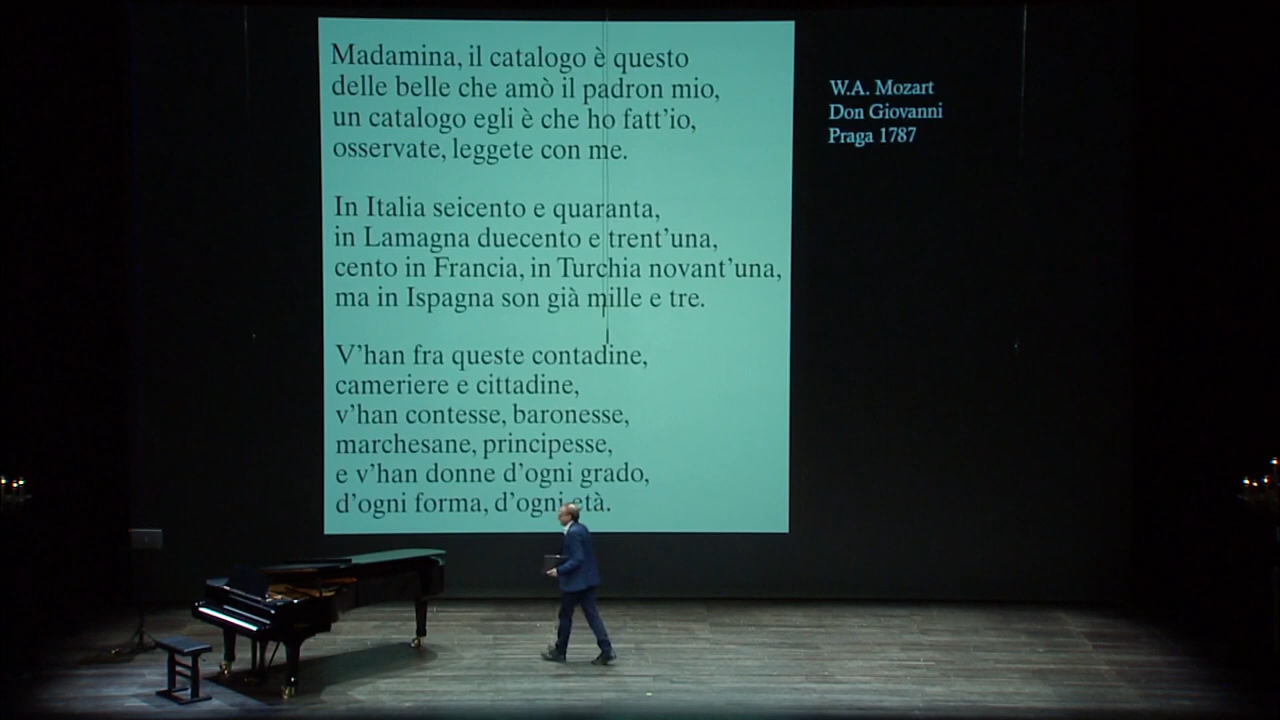 Madamina, il catalogo è questo
delle belle che amò il padron mio,
un catalogo egli è che ho fatt'io,
osservate, leggete con me.
In Italia seicento e quaranta,
in Lamagna duecento e trent'una,
cento in Francia, in Turchia novant'una,
ma in Ispagna son già mille e tre.
V'han fra queste contadine,
cameriere e cittadine,
v'han contesse, baronesse,
marchesane, principesse,
e v'han donne d'ogni grado,
d'ogni forma, d'ogni età.
W.A. Mozart
Don Giovanni
Praga 1787